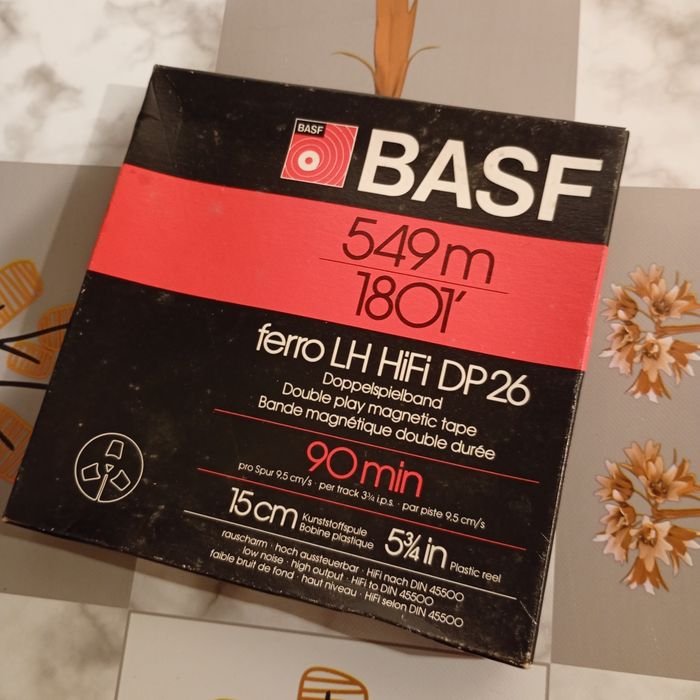 BASF
BASF
549m
1801'
ferro LH HiFi DP26
Doppelspielband
Double play magnetic tape
Bande magnétique double durée
90 min
pro Spur 9,5 cm/s · per track 3¾ i.p.s. · par piste 9,5 cm/s
15cm Kunststoffspule Bobine plastique 5¾ in Plastic reel
rauscharm · hoch aussteuerbar · HiFi nach DIN 45500
low noise · high output · HiFi to DIN 45500
faible bruit de fond · haut niveau · HiFi selon DIN 45500